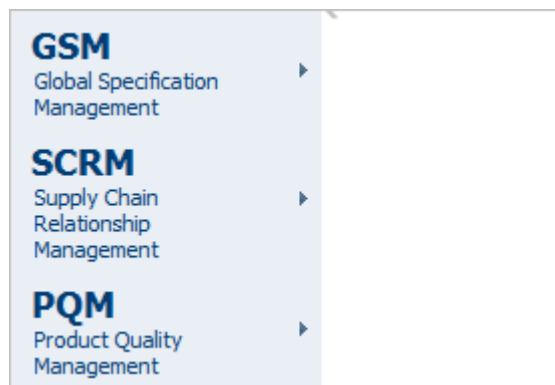 GSM
Global Specification
Management
SCRM
Supply Chain
Relationship
Management
PQM
Product Quality
Management